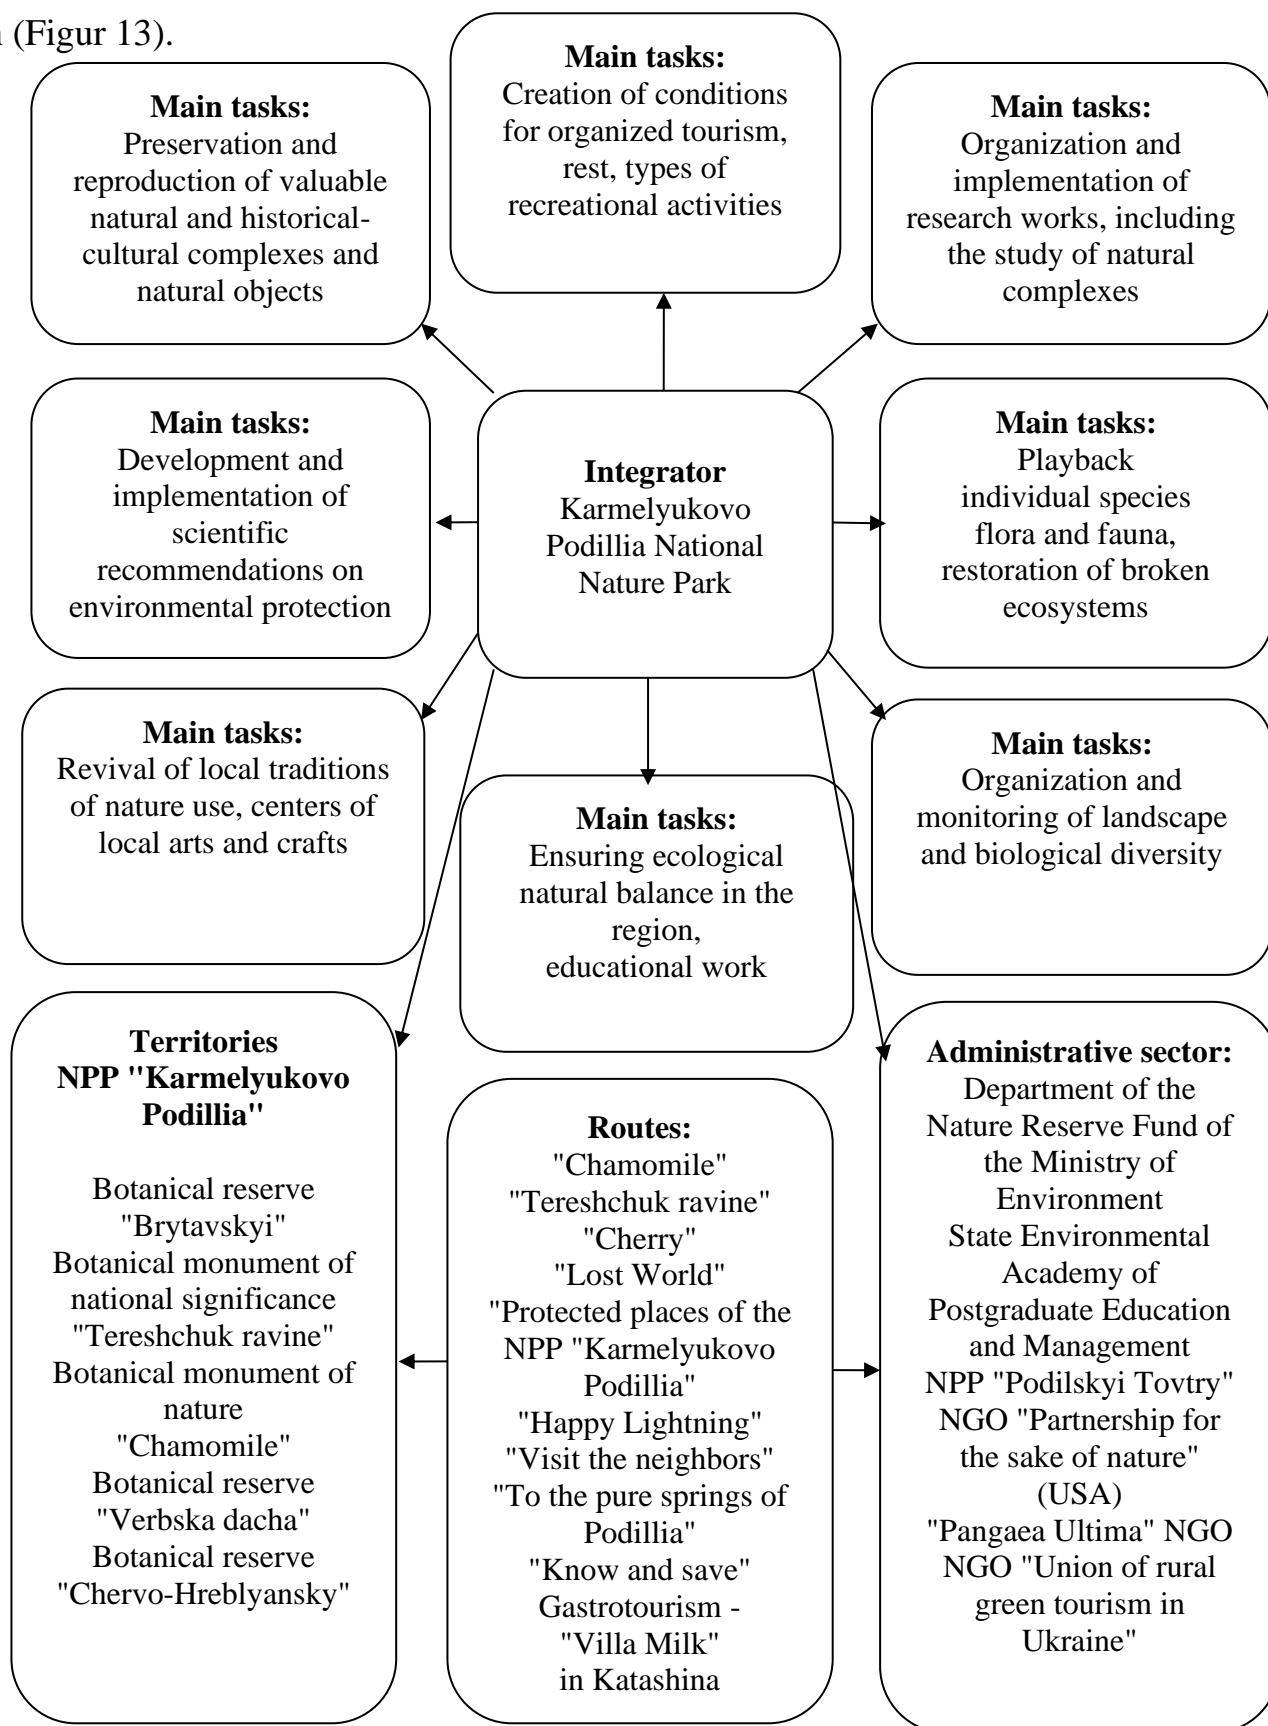 (Figur 13).
Main tasks:
Preservation and
reproduction of valuable
natural and historical-
cultural complexes and
natural objects
Main tasks:
Creation of conditions
for organized tourism,
rest, types of
recreational activities
Main tasks:
Organization and
implementation of
research works, including
the study of natural
complexes
Main tasks:
Development and
implementation of
scientific
recommendations on
environmental protection
Integrator
Karmelyukovo
Podillia National
Nature Park
Main tasks:
Playback
individual species
flora and fauna,
restoration of broken
ecosystems
Main tasks:
Revival of local traditions
of nature use, centers of
local arts and crafts
Main tasks:
Ensuring ecological
natural balance in the
region,
educational work
Main tasks:
Organization and
monitoring of landscape
and biological diversity
Territories
NPP "Karmelyukovo
Podillia"
Botanical reserve
"Brytavskyi"
Botanical monument of
national significance
"Tereshchuk ravine"
Botanical monument of
nature
"Chamomile"
Botanical reserve
"Verbska dacha"
Botanical reserve
"Chervo-Hreblyansky"
Routes:
"Chamomile"
"Tereshchuk ravine"
"Cherry"
"Lost World"
"Protected places of the
NPP "Karmelyukovo
Podillia"
"Happy Lightning"
"Visit the neighbors"
"To the pure springs of
Podillia"
"Know and save"
Gastrotourism -
"Villa Milk"
in Katashina
Administrative sector:
Department of the
Nature Reserve Fund of
the Ministry of
Environment
State Environmental
Academy of
Postgraduate Education
and Management
NPP "Podilskyi Tovtry"
NGO "Partnership for
the sake of nature"
(USA)
"Pangaea Ultima" NGO
NGO "Union of rural
green tourism in
Ukraine"